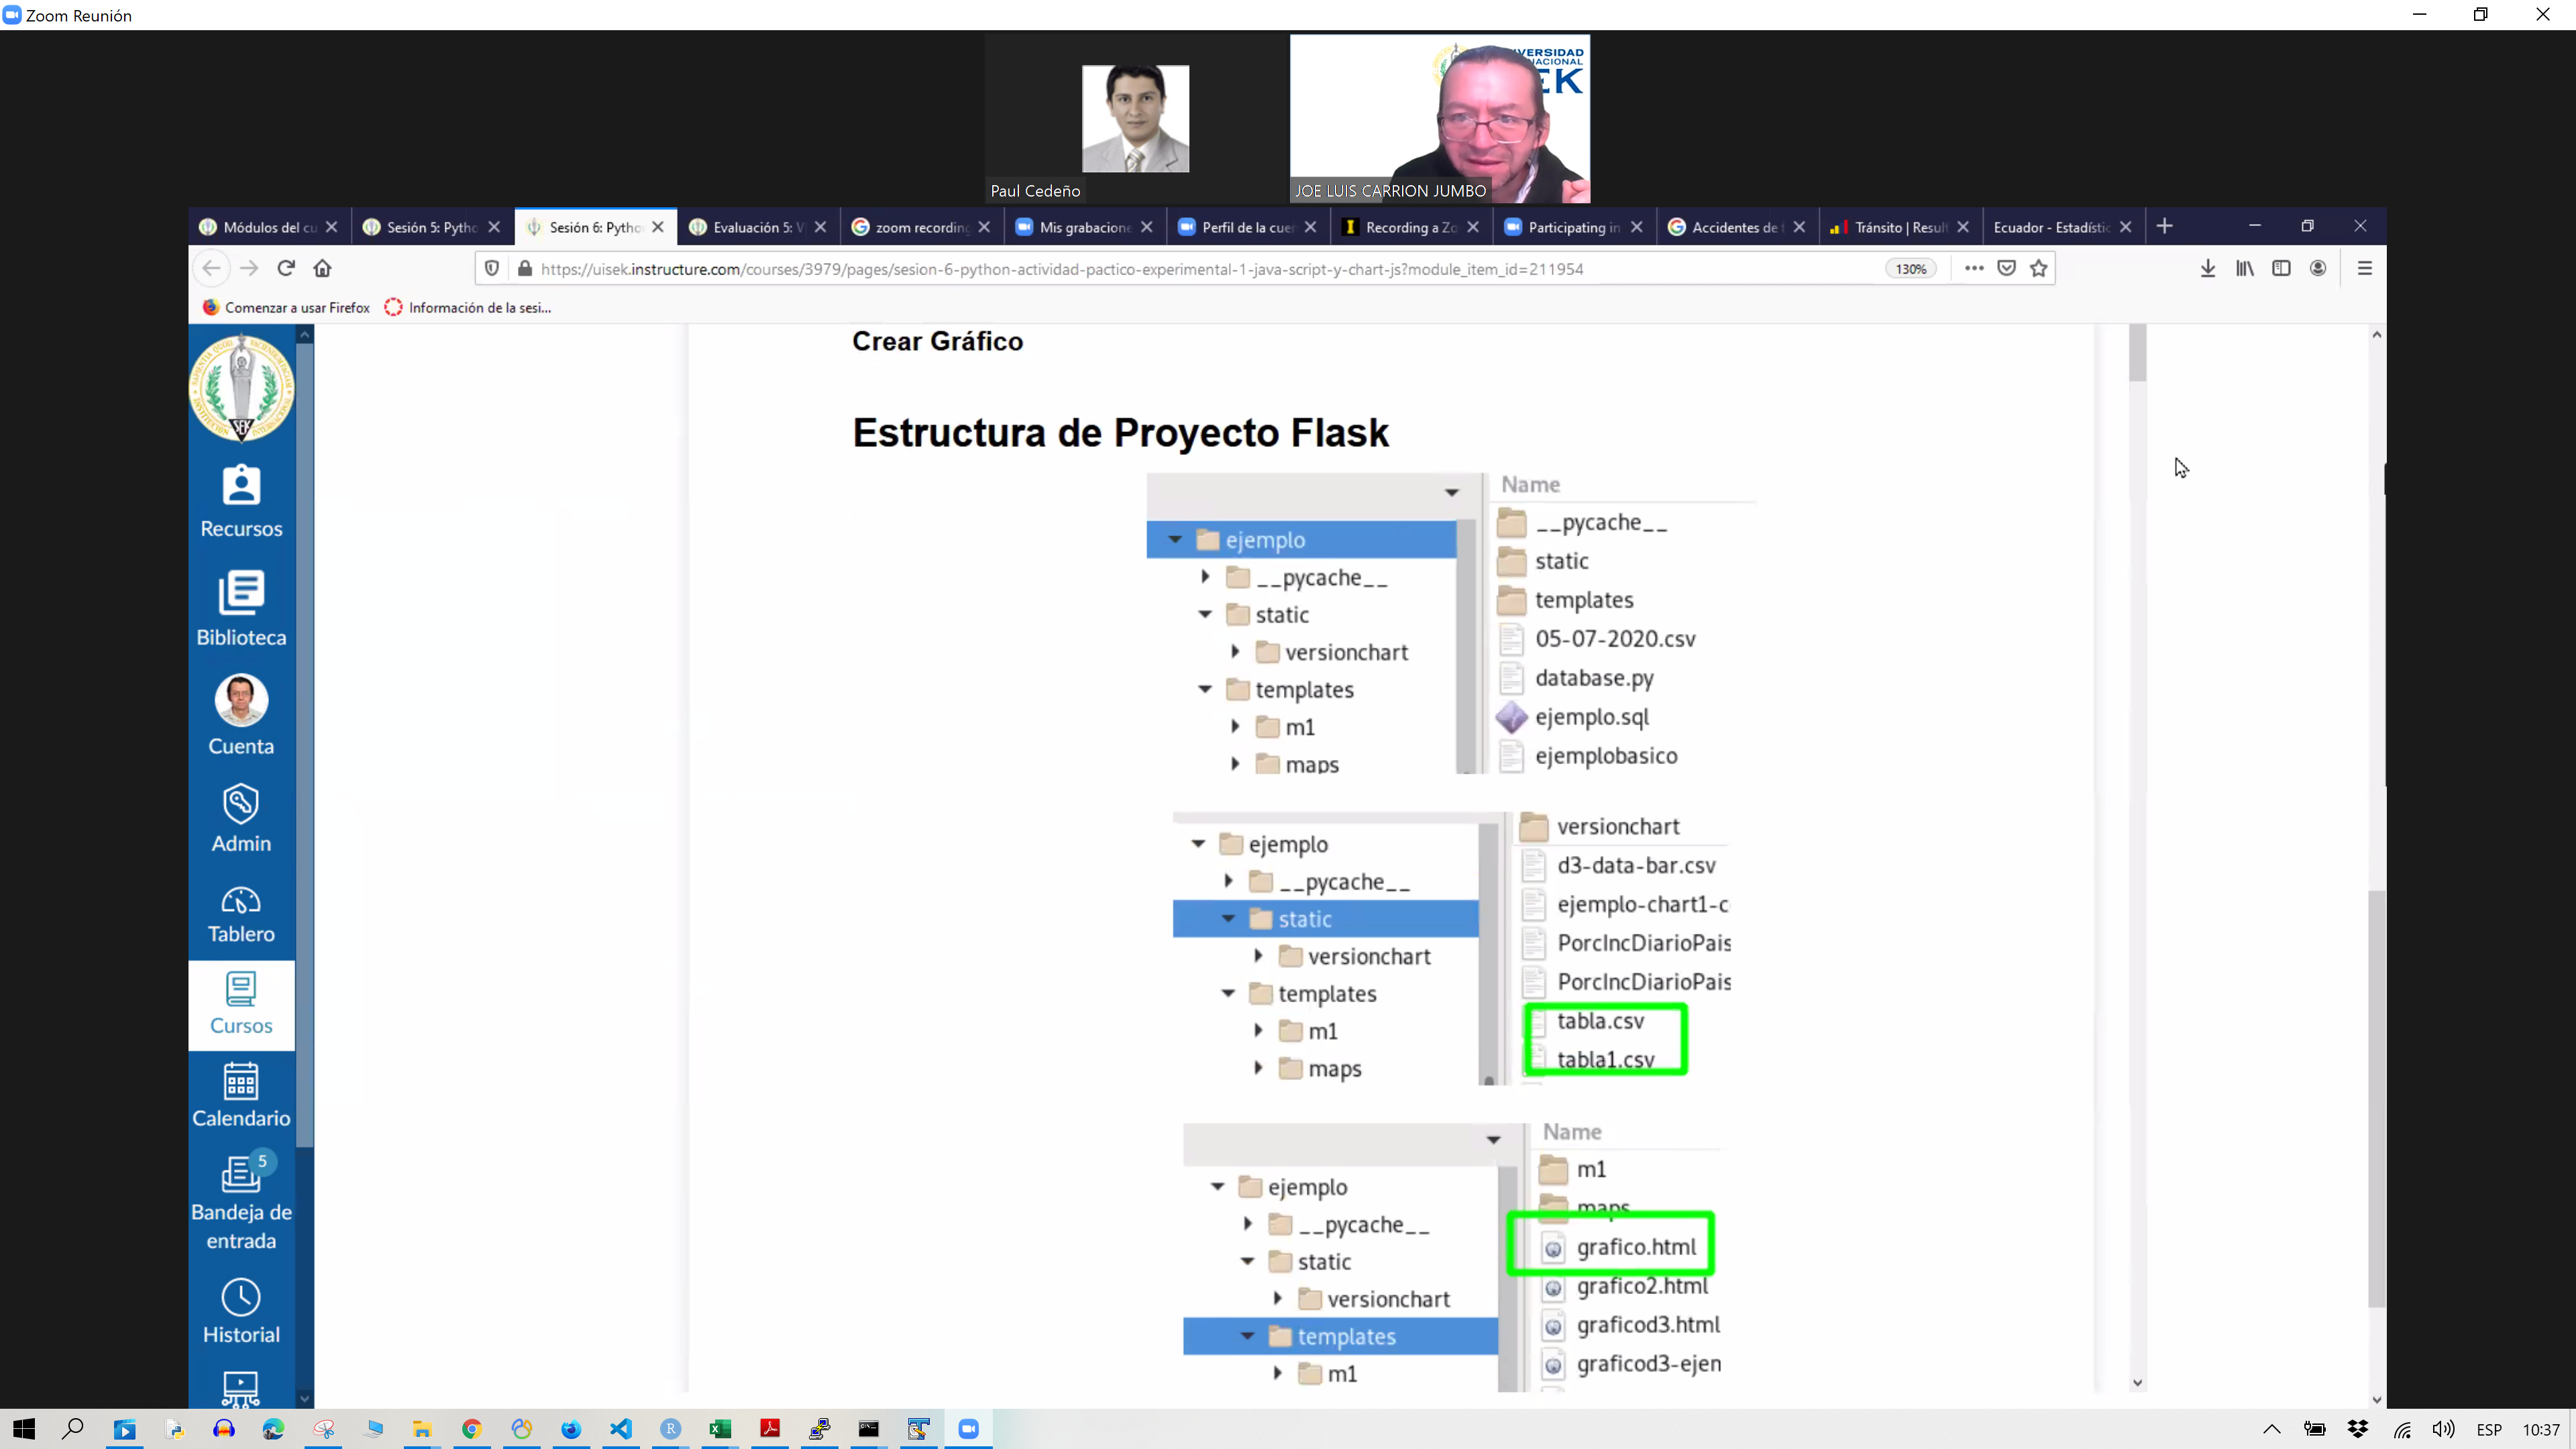 Zoom Reunión
Paul Cedeño
VERSIDAD
NACIONAL
EK
JOE LUIS CARRION JUMBO
Módulos del cu
Sesión 5: Pytho
Sesión 6: Pytho
Evaluación 5: V
zoom recording
Mis grabacione
Perfil de la cuen
Recording a Zo
Participating in
Accidentes de t
Tránsito | Result
Ecuador - Estadístic
https://uisek.instructure.com/courses/3979/pages/sesion-6-python-actividad-pactico-experimental-1-java-script-y-chart-js?module_item_id=211954
130%
Comenzar a usar Firefox
Información de la sesi...
SEK
Recursos
Biblioteca
Cuenta
Admin
Tablero
Cursos
Calendario
5
Bandeja de
entrada
Historial
Crear Gráfico
Estructura de Proyecto Flask
ejemplo
__pycache__
static
versionchart
templates
m1
maps
Name
__pycache__
static
templates
05-07-2020.csv
database.py
ejemplo.sql
ejemplobasico
ejemplo
__pycache__
static
versionchart
templates
m1
maps
versionchart
d3-data-bar.csv
ejemplo-chart1-c
PorcIncDiarioPais
PorcIncDiarioPais
tabla.csv
tabla1.csv
ejemplo
__pycache__
static
versionchart
templates
m1
Name
m1
maps
grafico.html
grafico2.html
graficod3.html
graficod3-ejen
ESP
10:37